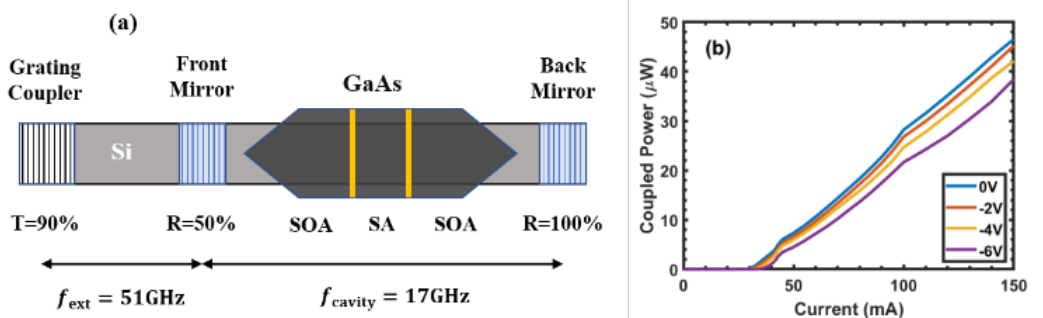 (a)
Grating
Coupler
Front
Mirror
GaAs
Back
Mirror
Si
T=90%
R=50%
SOA
SA
SOA
R=100%
f_ext = 51GHz
f_cavity = 17GHz
(b)
Coupled Power (μW)
50
40
30
20
10
0
0V
-2V
-4V
-6V
0
50
100
150
Current (mA)